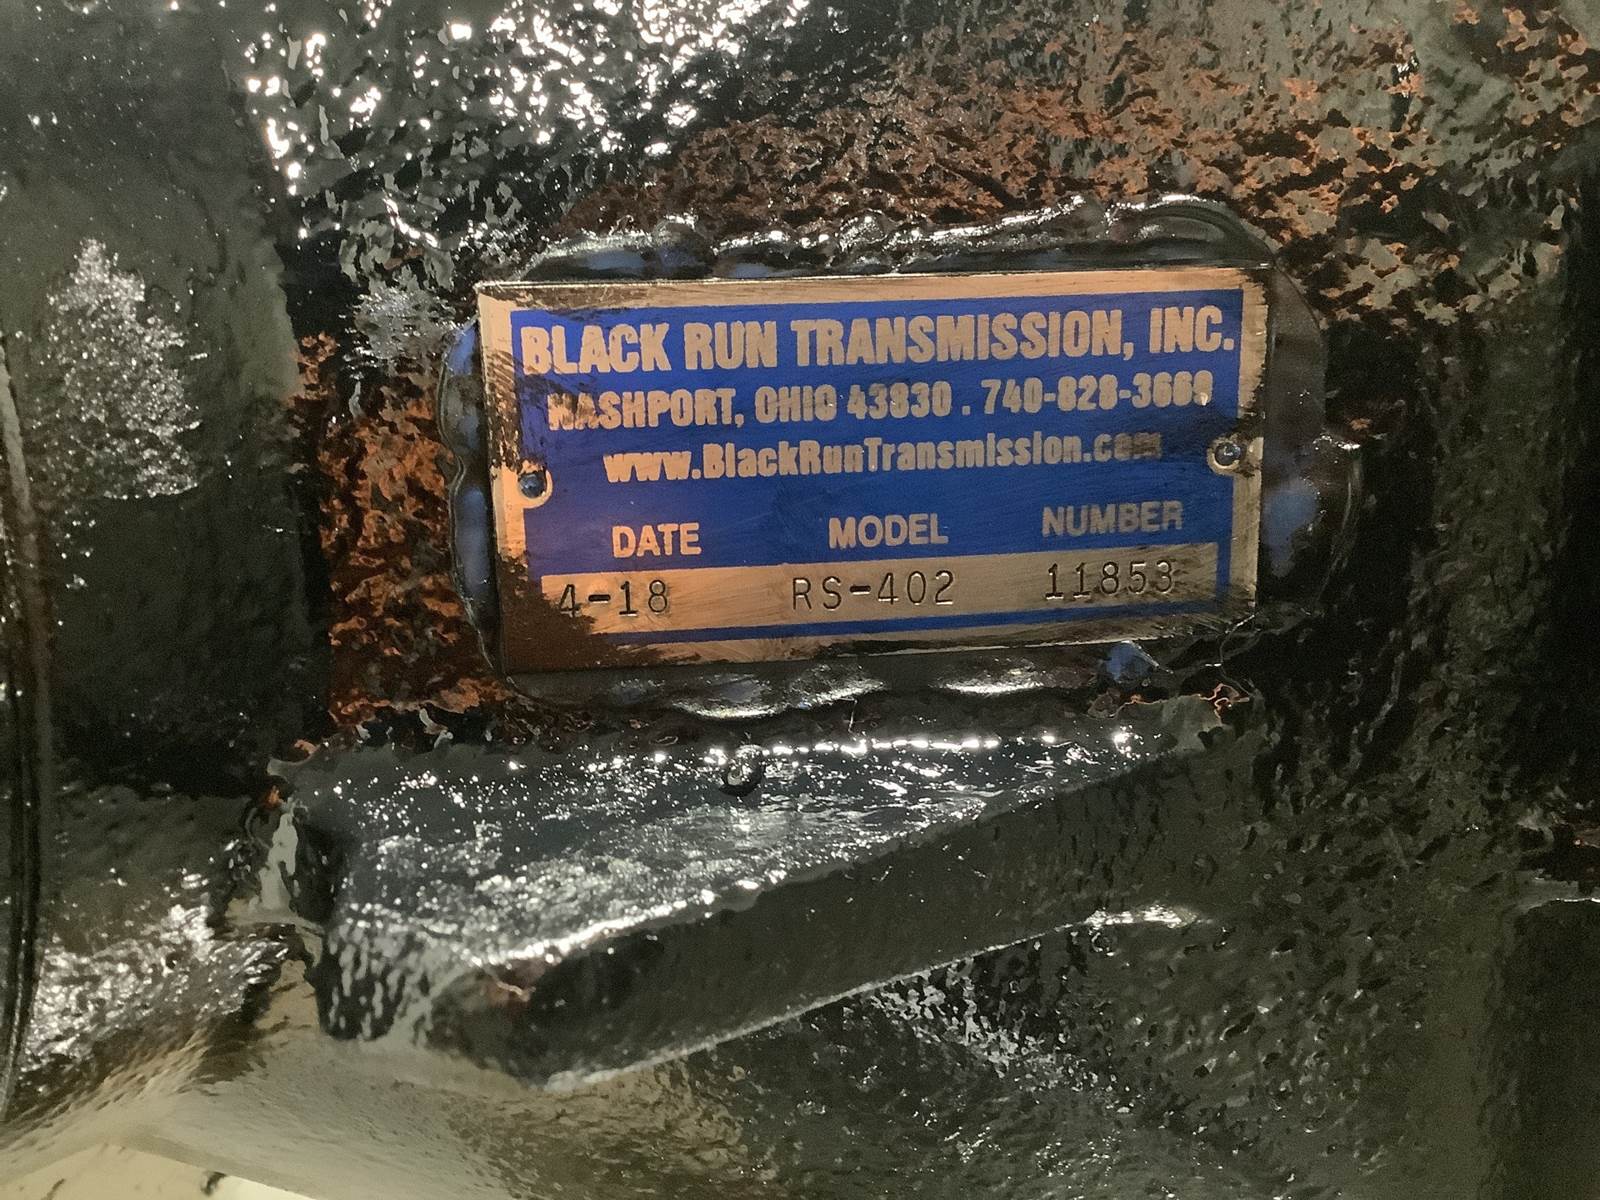 BLACK RUN TRANSMISSION, INC.
NASHPORT, OHIO 43830 . 740-828-3669
www.BlackRunTransmission.com
DATE MODEL NUMBER
4-18 RS-402 11853